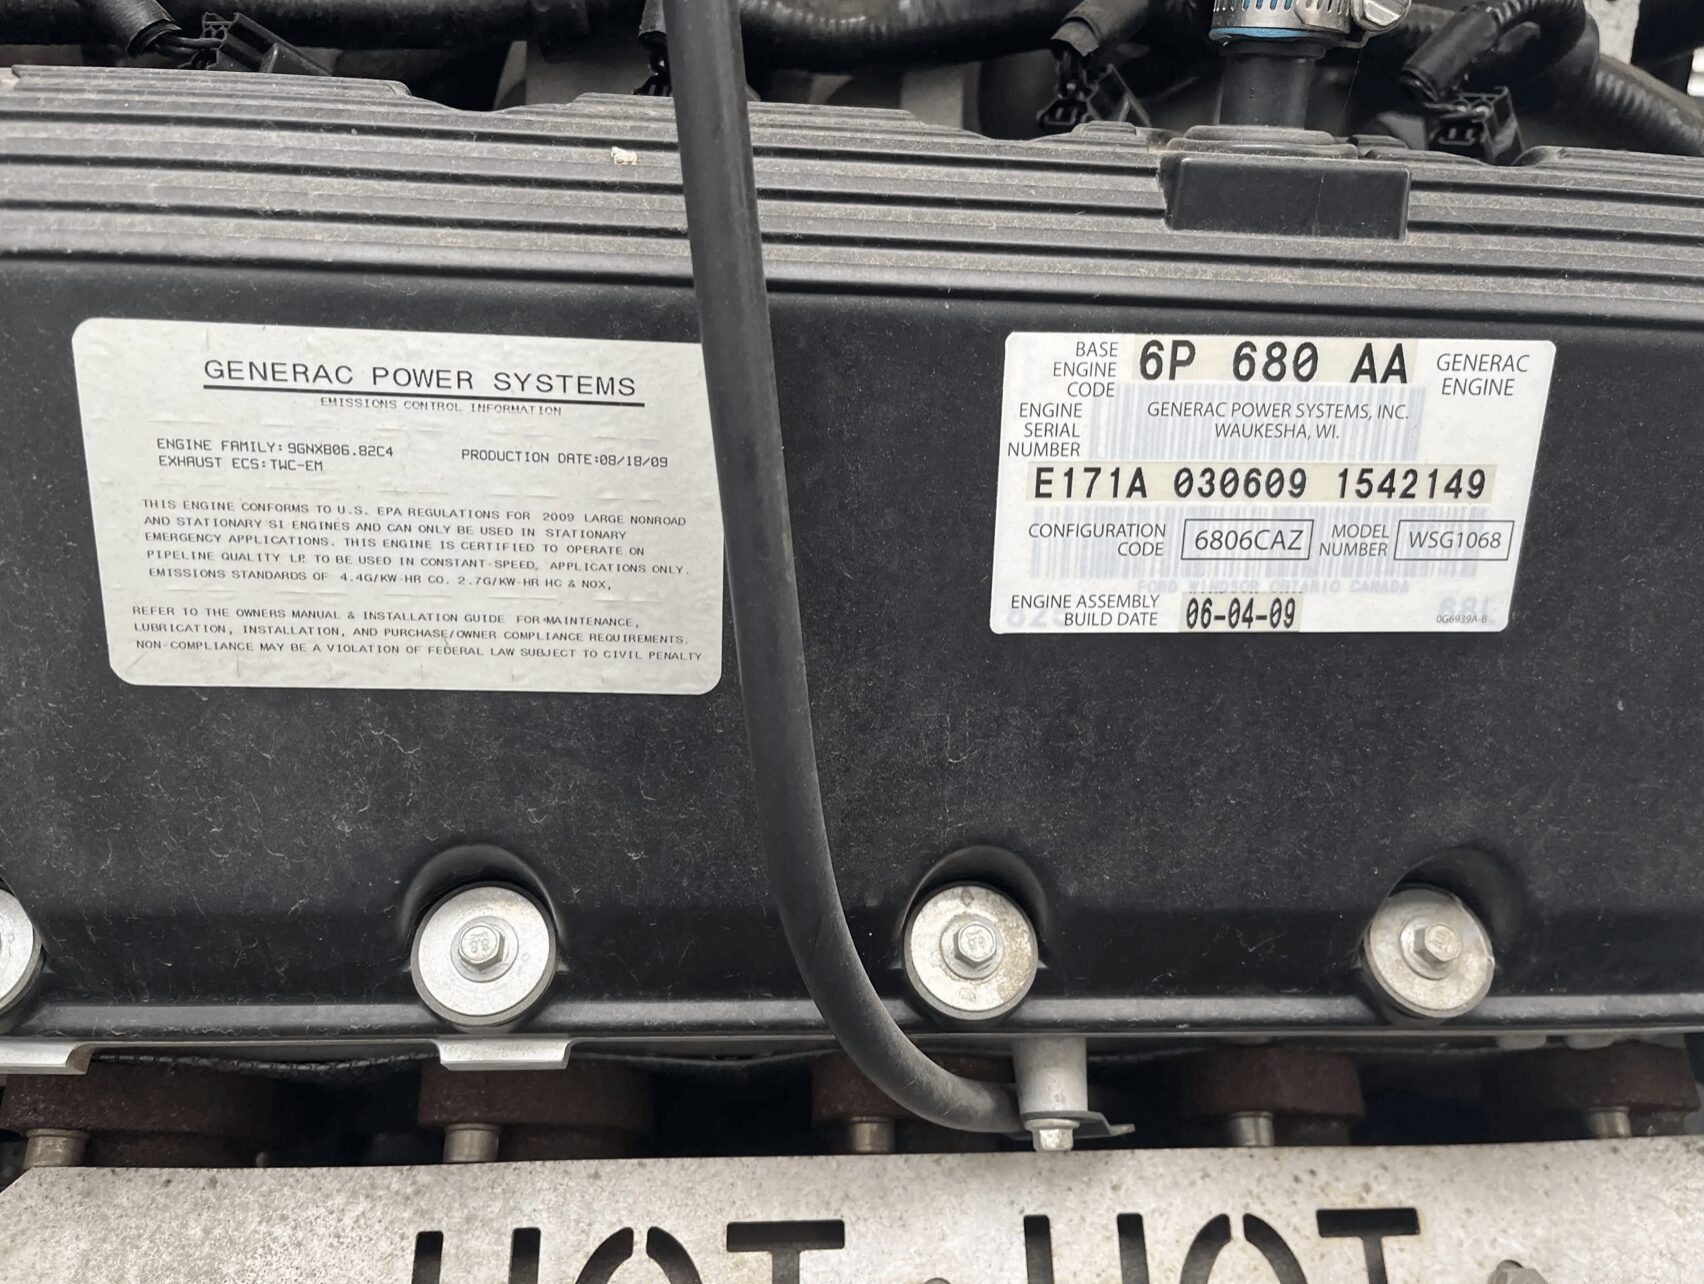 GENERAC POWER SYSTEMS
EMISSIONS CONTROL INFORMATION
ENGINE FAMILY: 9GNXB06.82C4
EXHAUST ECS: TWC-EM
PRODUCTION DATE:08/18/09
THIS ENGINE CONFORMS TO U.S. EPA REGULATIONS FOR 2009 LARGE NONROAD
AND STATIONARY SI ENGINES AND CAN ONLY BE USED IN STATIONARY
EMERGENCY APPLICATIONS. THIS ENGINE IS CERTIFIED TO OPERATE ON
PIPELINE QUALITY LP. TO BE USED IN CONSTANT-SPEED, APPLICATIONS ONLY.
EMISSIONS STANDARDS OF 4.4G/KW-HR CO. 2.7G/KW-HR HC & NOX,
REFER TO THE OWNERS MANUAL & INSTALLATION GUIDE FOR MAINTENANCE,
LUBRICATION, INSTALLATION, AND PURCHASE/OWNER COMPLIANCE REQUIREMENTS.
NON-COMPLIANCE MAY BE A VIOLATION OF FEDERAL LAW SUBJECT TO CIVIL PENALTY
BASE ENGINE CODE 6P 680 AA
GENERAC ENGINE
ENGINE SERIAL NUMBER
GENERAC POWER SYSTEMS, INC.
WAUKESHA, WI.
E171A 030609 1542149
CONFIGURATION CODE 6806CAZ MODEL NUMBER WSG1068
FORD WINDSOR ONTARIO CANADA
ENGINE ASSEMBLY BUILD DATE 06-04-09
0G6939A-B
HOT HOT